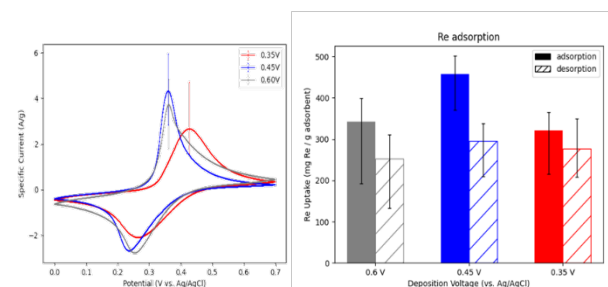 6
4
2
0
−2
Specific Current (A/g)
0.35V
0.45V
0.60V
0.0
0.1
0.2
0.3
0.4
0.5
0.6
0.7
Potential (V vs. Ag/AgCl)
Re adsorption
500
400
300
200
100
0
Re Uptake (mg Re / g adsorbent)
adsorption
desorption
0.6 V
0.45 V
0.35 V
Deposition Voltage (vs. Ag/AgCl)